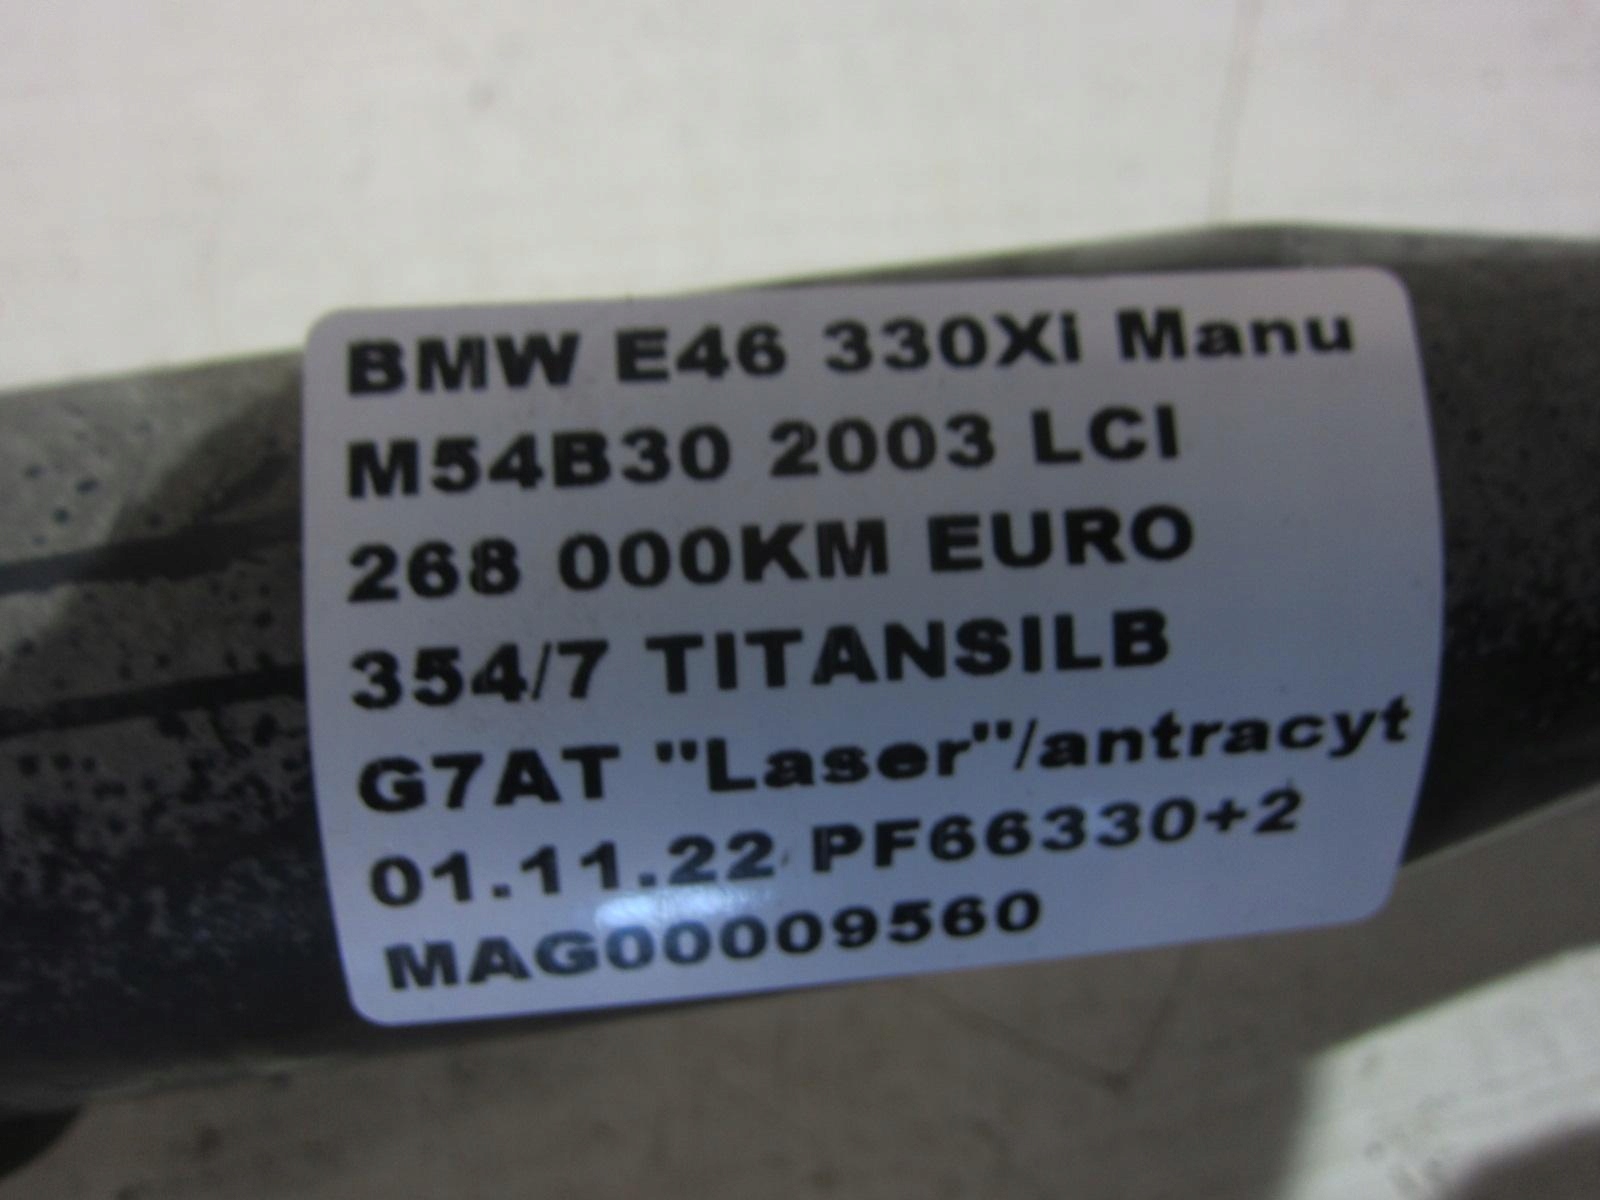 BMW E46 330Xi Manu
M54B30 2003 LCI
268 000KM EURO
354/7 TITANSILB
G7AT "Laser"/antracyt
01.11.22 PF66330+2
MAG00009560